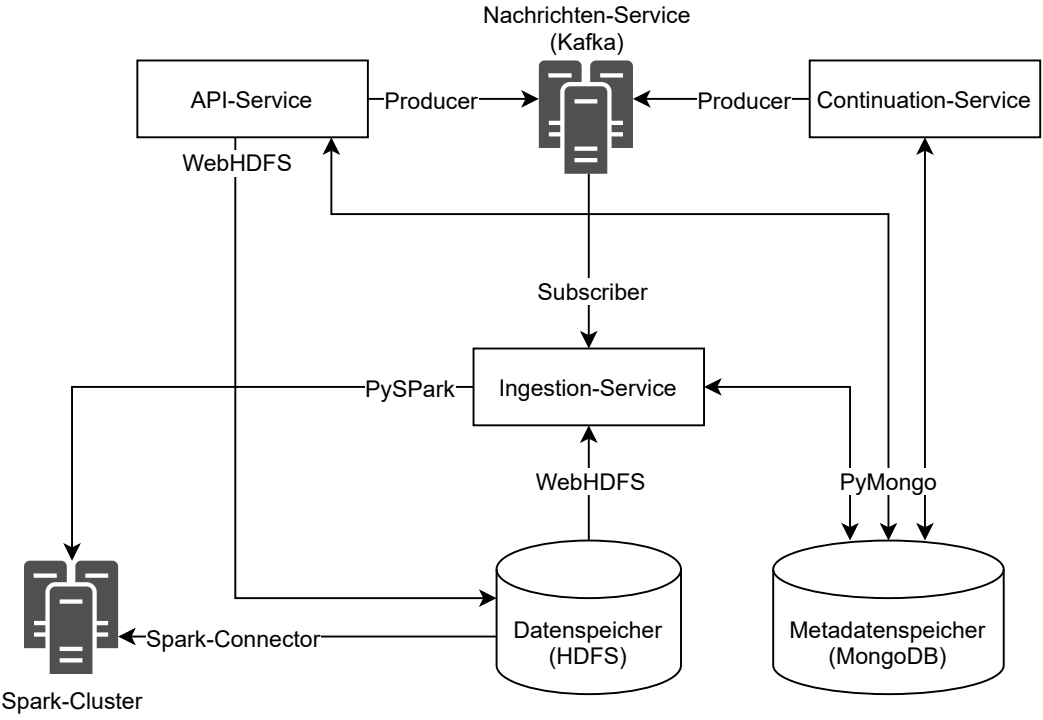 Nachrichten-Service
(Kafka)
API-Service
Producer
Producer
Continuation-Service
WebHDFS
Subscriber
PySPark
Ingestion-Service
WebHDFS
PyMongo
Datenspeicher
(HDFS)
Metadatenspeicher
(MongoDB)
Spark-Connector
Spark-Cluster